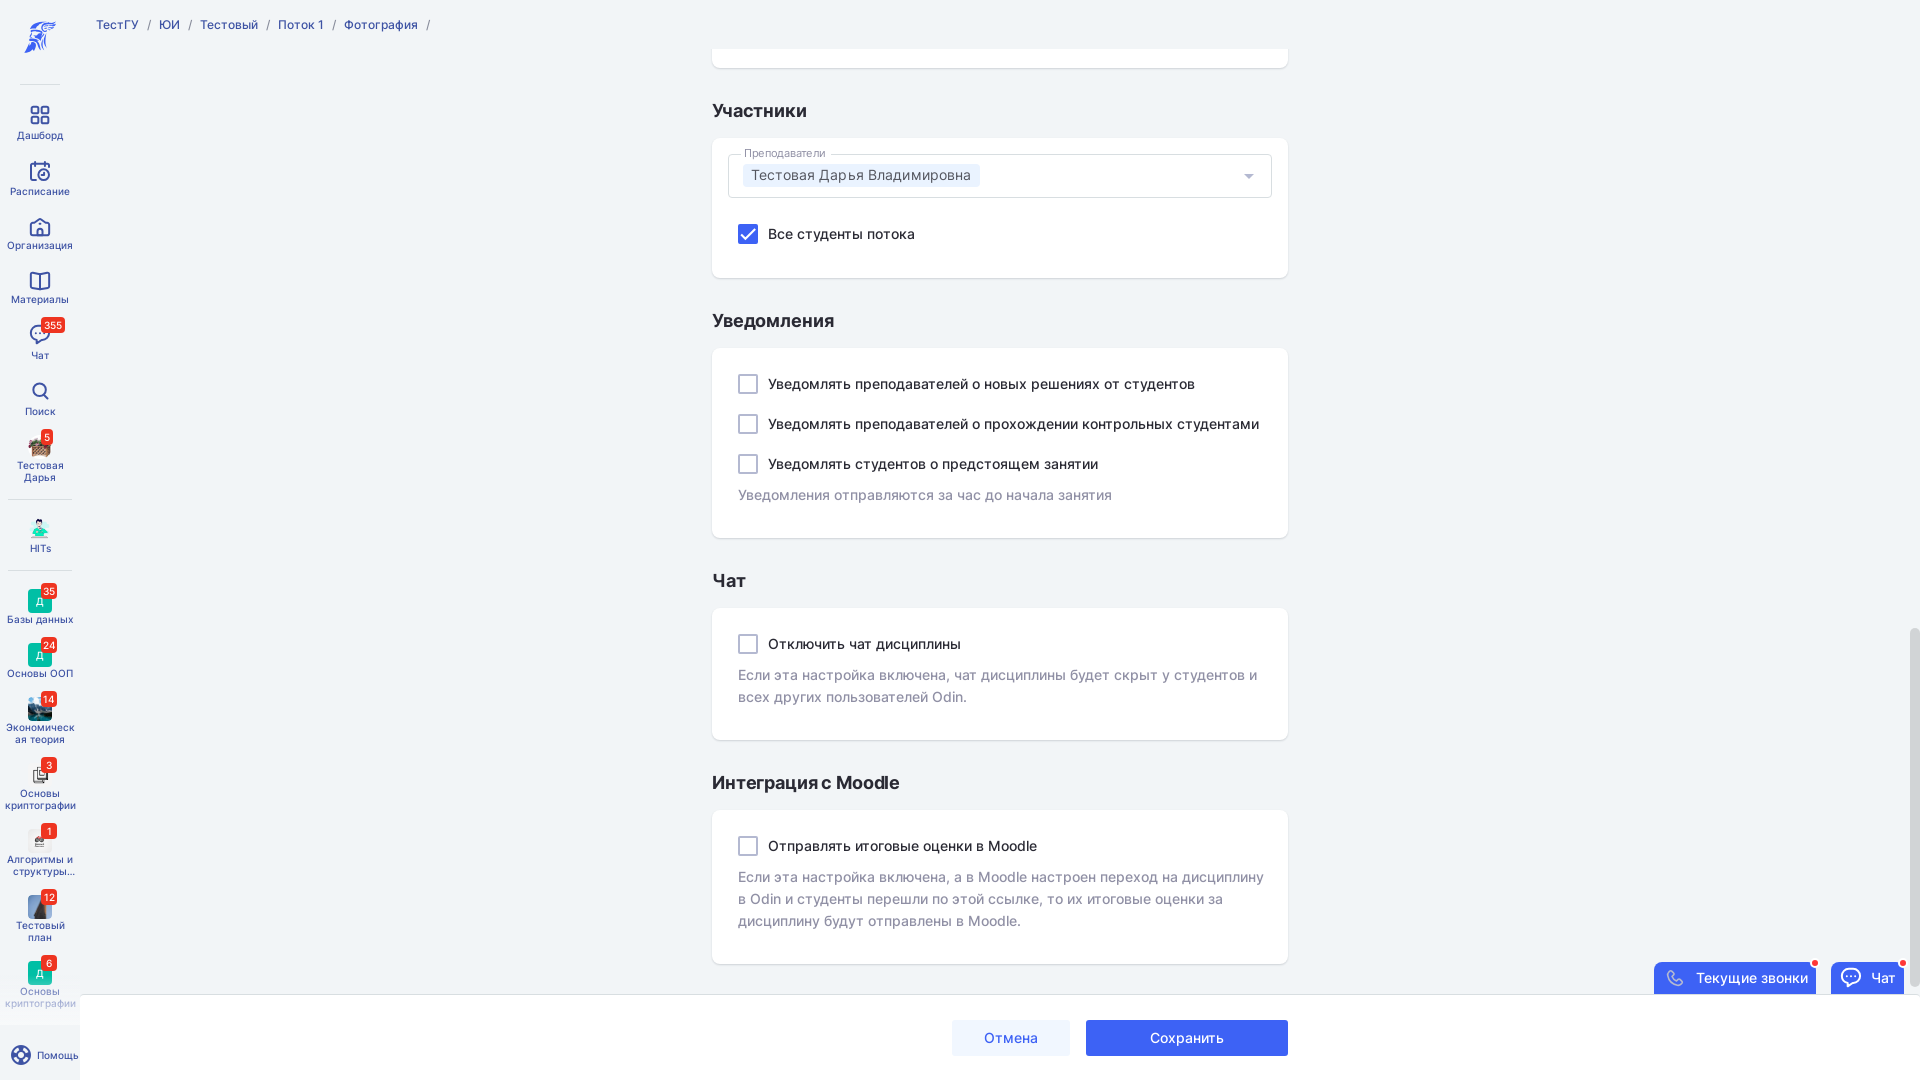 ТестГУ / ЮИ / Тестовый / Поток 1 / Фотография /
Дашборд
Расписание
Организация
Материалы
355
Чат
Поиск
5
Тестовая
Дарья
HITs
35
Д
Базы данных
24
Д
Основы ООП
14
Экономическ
ая теория
3
Основы
криптографии
1
Алгоритмы и
структуры...
12
Тестовый
план
6
Д
Основы
криптографии
Помощь
Участники
Преподаватели
Тестовая Дарья Владимировна
Все студенты потока
Уведомления
Уведомлять преподавателей о новых решениях от студентов
Уведомлять преподавателей о прохождении контрольных студентами
Уведомлять студентов о предстоящем занятии
Уведомления отправляются за час до начала занятия
Чат
Отключить чат дисциплины
Если эта настройка включена, чат дисциплины будет скрыт у студентов и
всех других пользователей Odin.
Интеграция с Moodle
Отправлять итоговые оценки в Moodle
Если эта настройка включена, а в Moodle настроен переход на дисциплину
в Odin и студенты перешли по этой ссылке, то их итоговые оценки за
дисциплину будут отправлены в Moodle.
Текущие звонки
Чат
Отмена
Сохранить